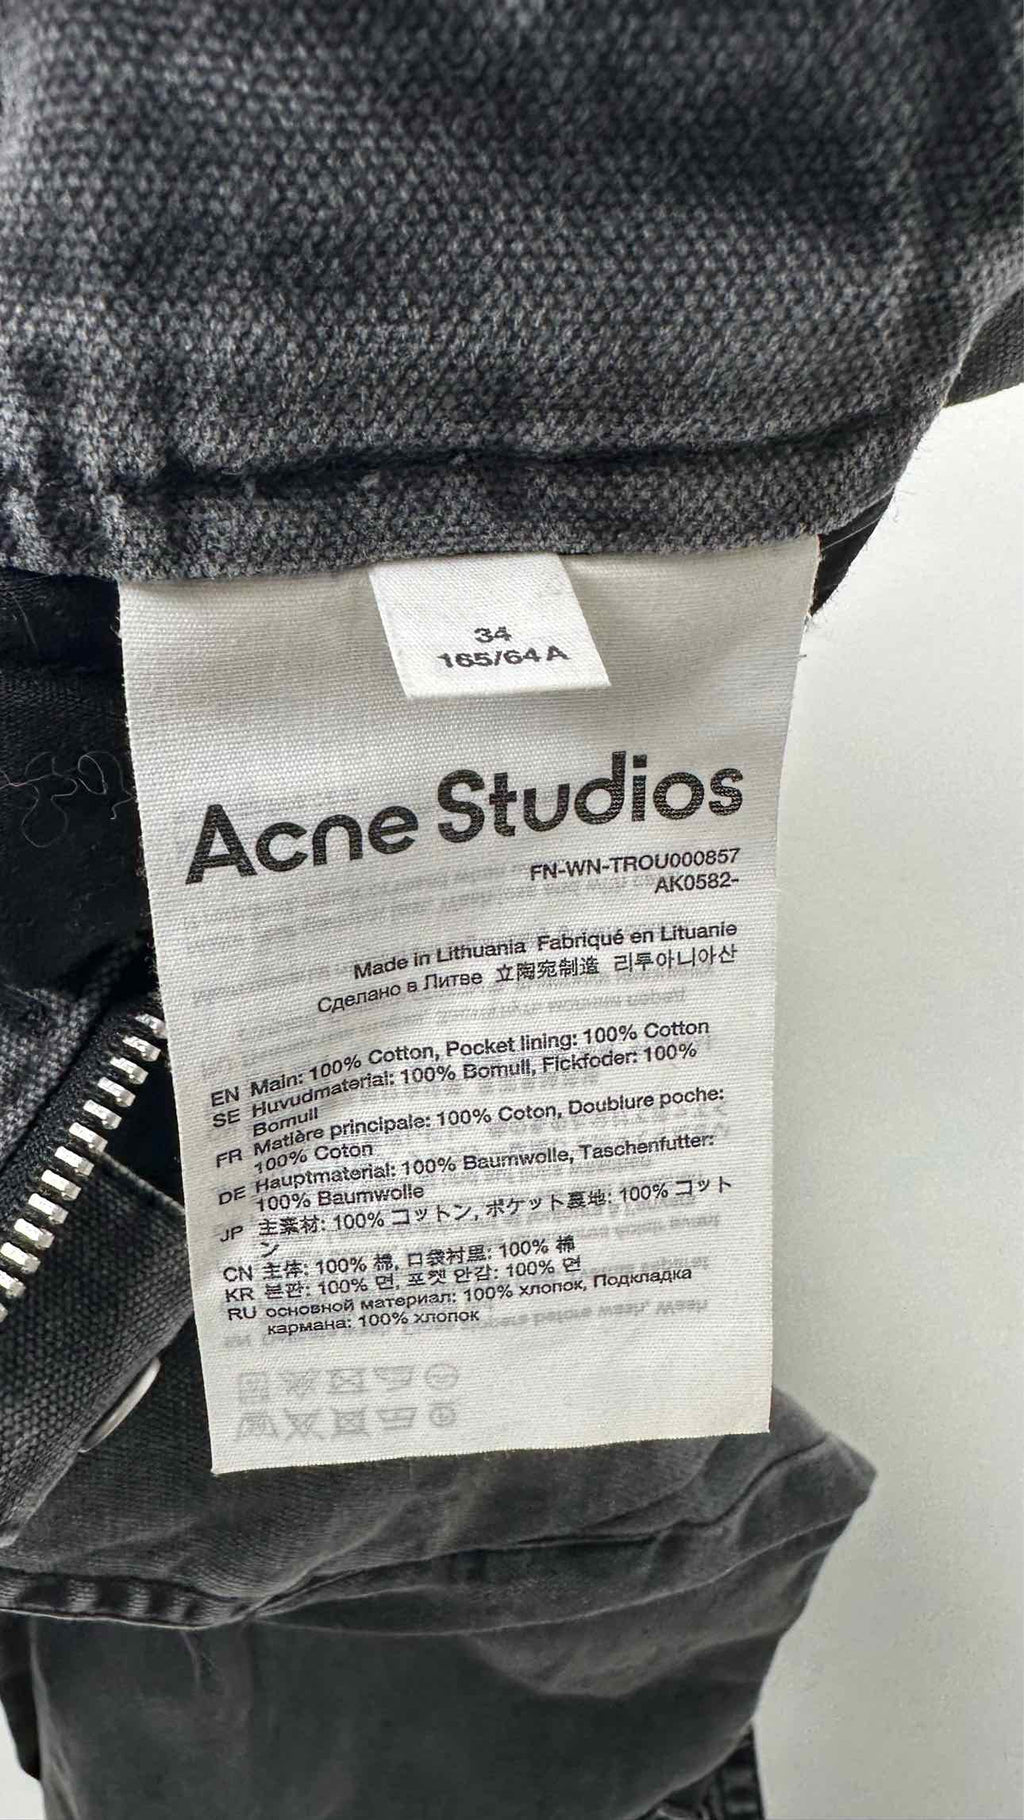 34
165/64A
Acne Studios
FN-WN-TROU000857
AK0582-
Made in Lithuania Fabriqué en Lituanie
Сделано в Литве 立陶宛制造 리투아니아산
EN Main: 100% Cotton, Pocket lining: 100% Cotton
SE Huvudmaterial: 100% Bomull, Fickfoder: 100%
Bomull
FR Matière principale: 100% Coton, Doublure poche:
100% Coton
DE Hauptmaterial: 100% Baumwolle, Taschenfutter:
100% Baumwolle
JP 主素材: 100% コットン, ポケット裏地: 100% コット
ン
CN 主体: 100% 棉, 口袋衬里: 100% 棉
KR 본판: 100% 면, 포켓 안감: 100% 면
RU основной материал: 100% хлопок, Подкладка
кармана: 100% хлопок